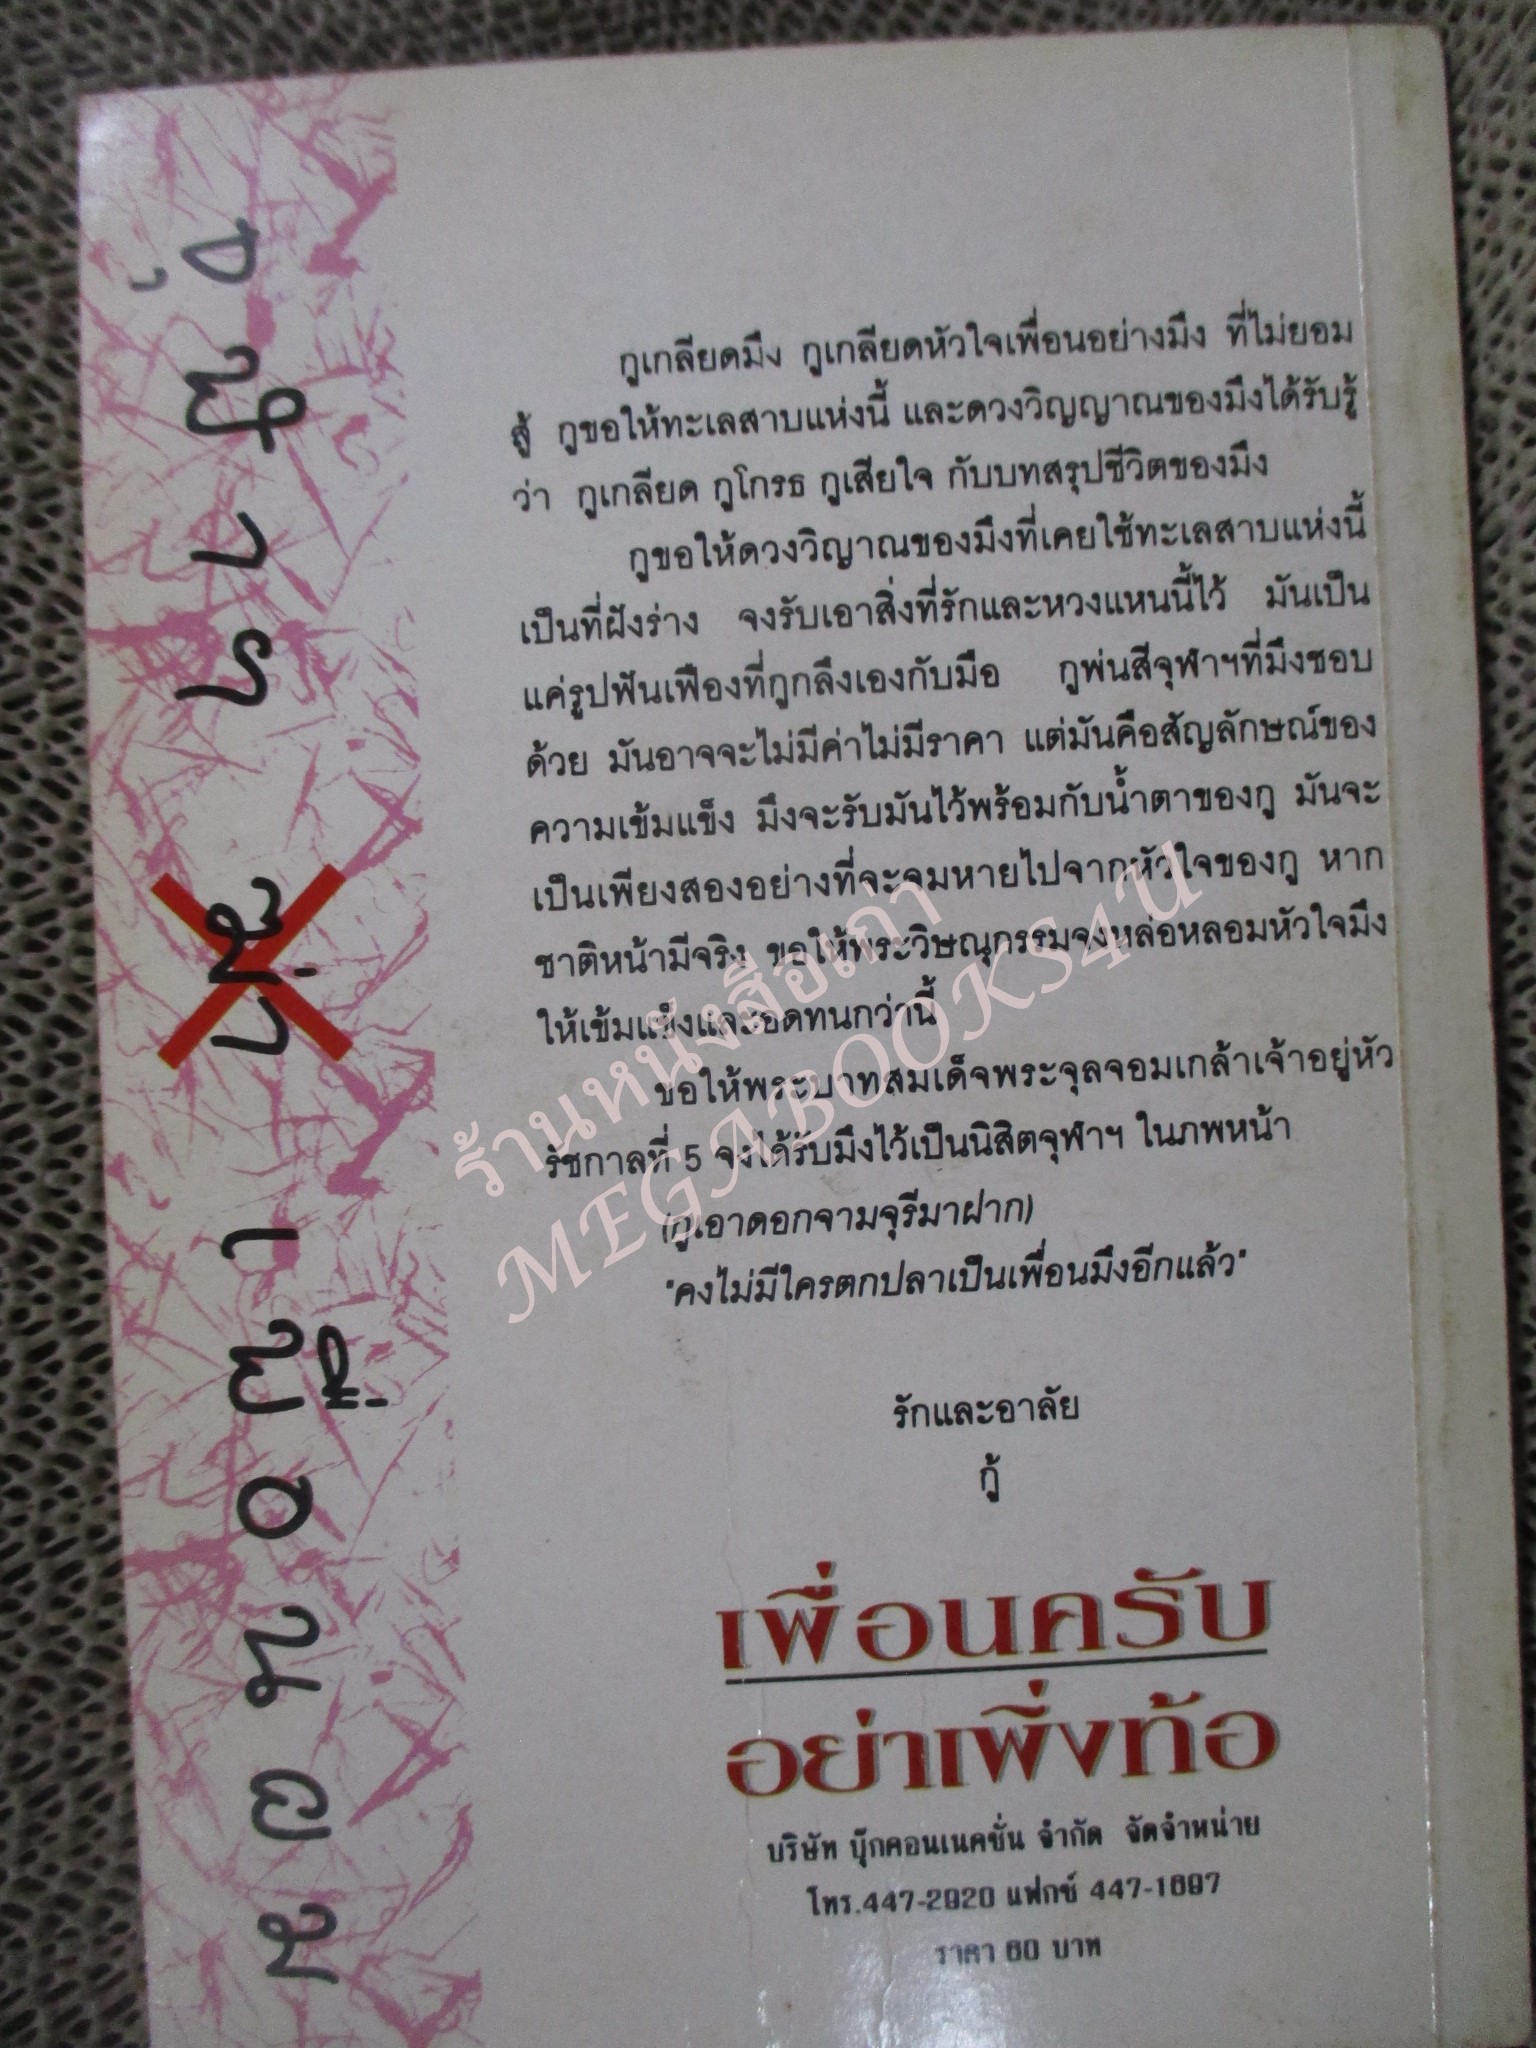 กูเกลียดมึง กูเกลียดหัวใจเพื่อนอย่างมึง ที่ไม่ยอม
สู้ กูขอให้ทะเลสาบแห่งนี้ และดวงวิญญาณของมึงได้รับรู้
ว่า กูเกลียด กูโกรธ กูเสียใจ กับบทสรุปชีวิตของมึง
กูขอให้ดวงวิญาณของมึงที่เคยใช้ทะเลสาบแห่งนี้
เป็นที่ฝังร่าง จงรับเอาสิ่งที่รักและหวงแหนนี้ไว้ มันเป็น
แค่รูปฟันเฟืองที่กูกลึงเองกับมือ กูพ่นสีจุฬาฯที่มึงชอบ
ด้วย มันอาจจะไม่มีค่าไม่มีราคา แต่มันคือสัญลักษณ์ของ
ความเข้มแข็ง มึงจะรับมันไว้พร้อมกับน้ำตาของกู มันจะ
เป็นเพียงสองอย่างที่จะจมหายไปจากหัวใจของกู หาก
ชาติหน้ามีจริง ขอให้พระวิษณุกรรมจงหล่อหลอมหัวใจมึง
ให้เข้มแข็งและอดทนกว่านี้
ขอให้พระบาทสมเด็จพระจุลจอมเกล้าเจ้าอยู่หัว
รัชกาลที่ 5 จงได้รับมึงไว้เป็นนิสิตจุฬาฯ ในภพหน้า
(กูเอาดอกจามจุรีมาฝาก)
"คงไม่มีใครตกปลาเป็นเพื่อนมึงอีกแล้ว"
รักและอาลัย
กู้
เพื่อนครับ
อย่าเพิ่งท้อ
บริษัท บุ๊กคอนเนคชั่น จำกัด จัดจำหน่าย
โทร.447-2920 แฟกซ์ 447-1697
ราคา 60 บาท
ร้านหนังสือเก่า
MEGABOOKS4U